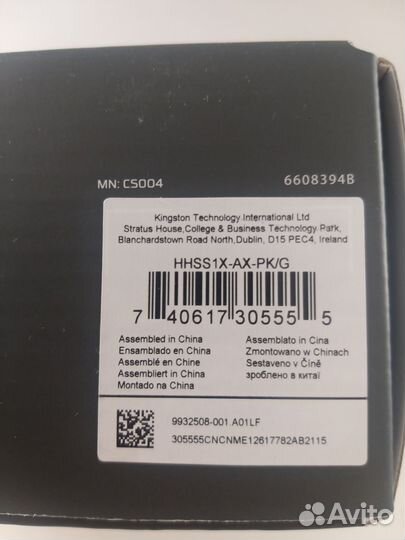 MN: CS004 6608394B
Kingston Technology International Ltd
Stratus House,College & Business Technology Park,
Blanchardstown Road North,Dublin, D15 PEC4, Ireland
HHSS1X-AX-PK/G
7 40617 30555 5
Assembled in China
Ensamblado en China
Assemblé en Chine
Assembliert in China
Montado na China
Assemblato in Cina
Zmontowano w Chinach
Sestaveno v Číně
зроблено в китаї
9932508-001.A01LF
305555CNCNME12617782AB2115
Avito